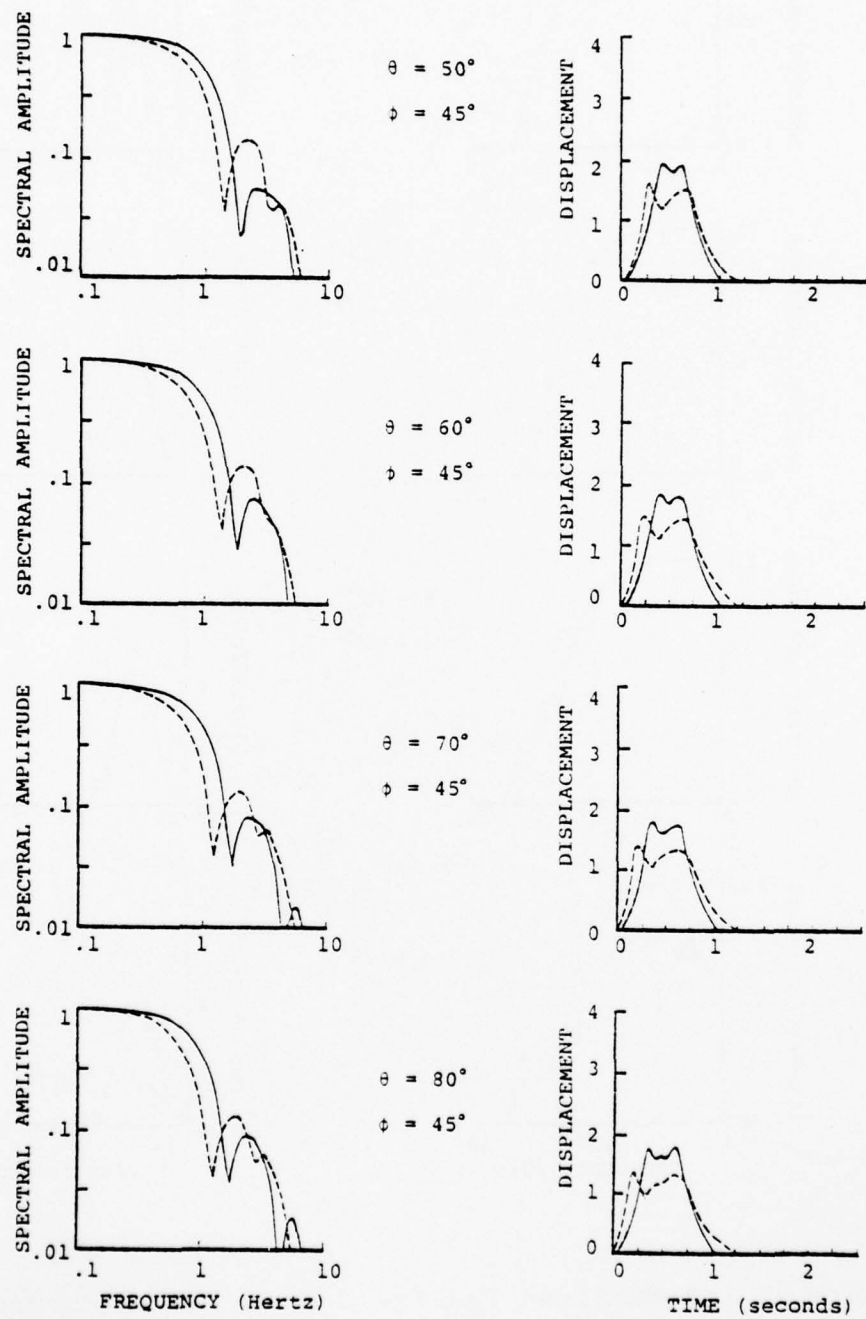 SPECTRAL AMPLITUDE
1
.1
.01
.1 1 10
θ = 50°
ϕ = 45°
DISPLACEMENT
4
3
2
1
0
0 1 2
SPECTRAL AMPLITUDE
1
.1
.01
.1 1 10
θ = 60°
ϕ = 45°
DISPLACEMENT
4
3
2
1
0
0 1 2
SPECTRAL AMPLITUDE
1
.1
.01
.1 1 10
θ = 70°
ϕ = 45°
DISPLACEMENT
4
3
2
1
0
0 1 2
SPECTRAL AMPLITUDE
1
.1
.01
.1 1 10
FREQUENCY (Hertz)
θ = 80°
ϕ = 45°
DISPLACEMENT
4
3
2
1
0
0 1 2
TIME (seconds)